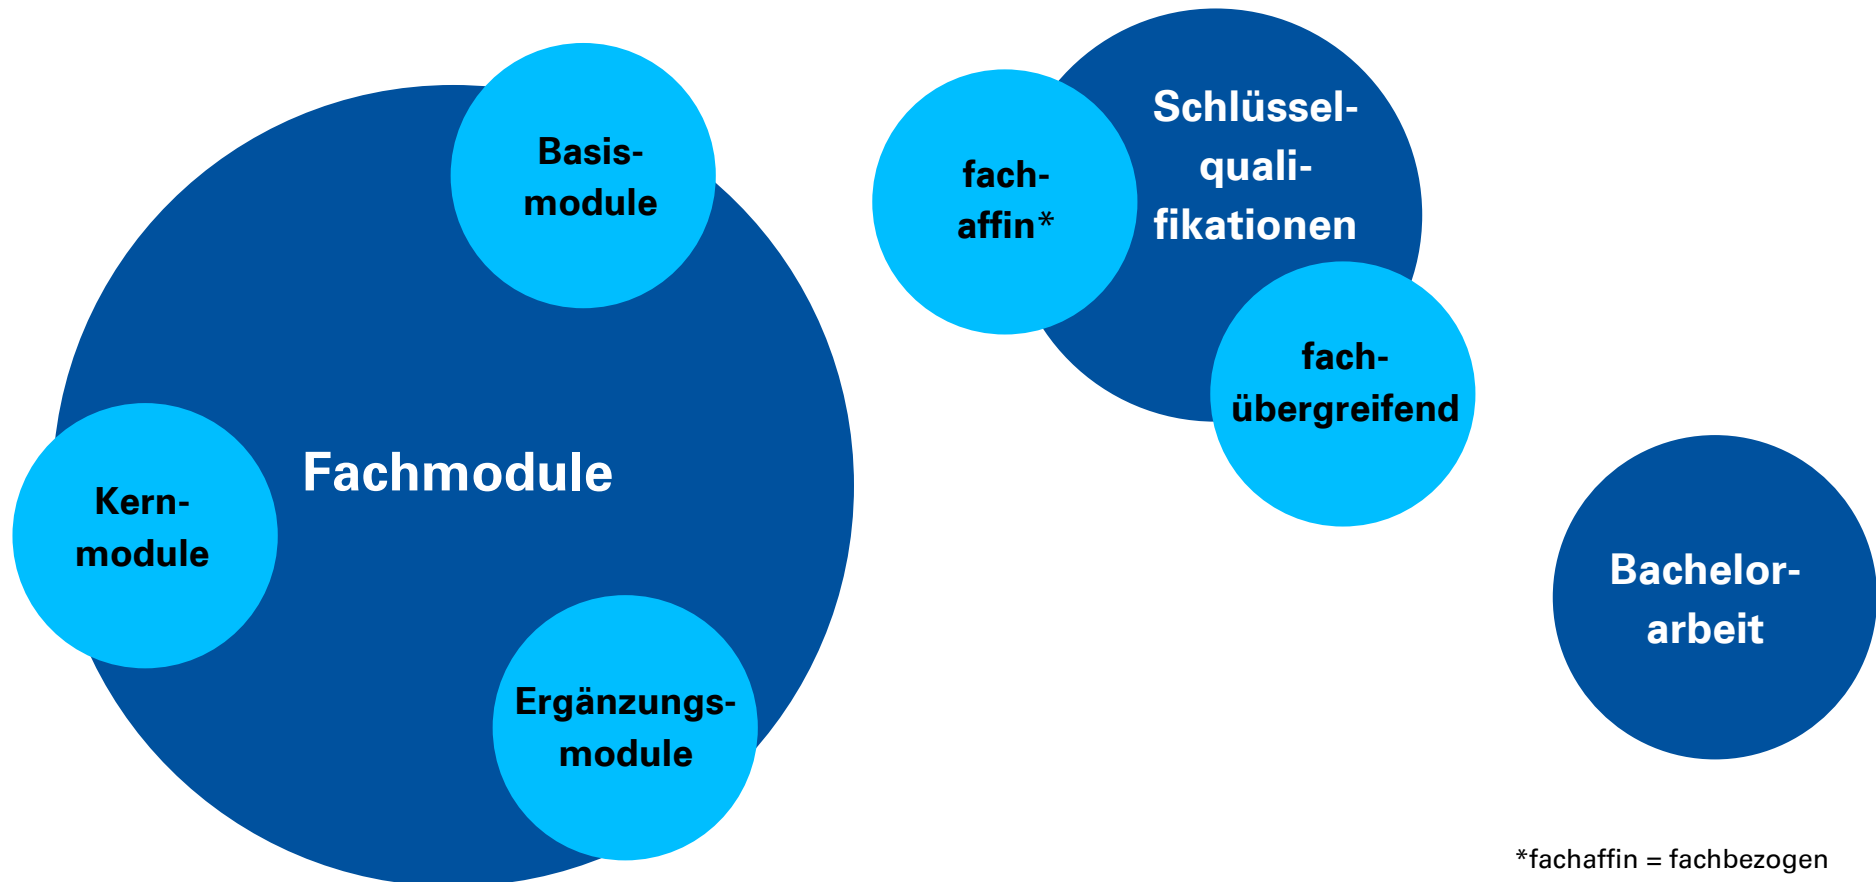 Basis-
module
Fachmodule
Kern-
module
Ergänzungs-
module
Schlüssel-
quali-
fikationen
fach-
affin*
fach-
übergreifend
Bachelor-
arbeit
*fachaffin = fachbezogen